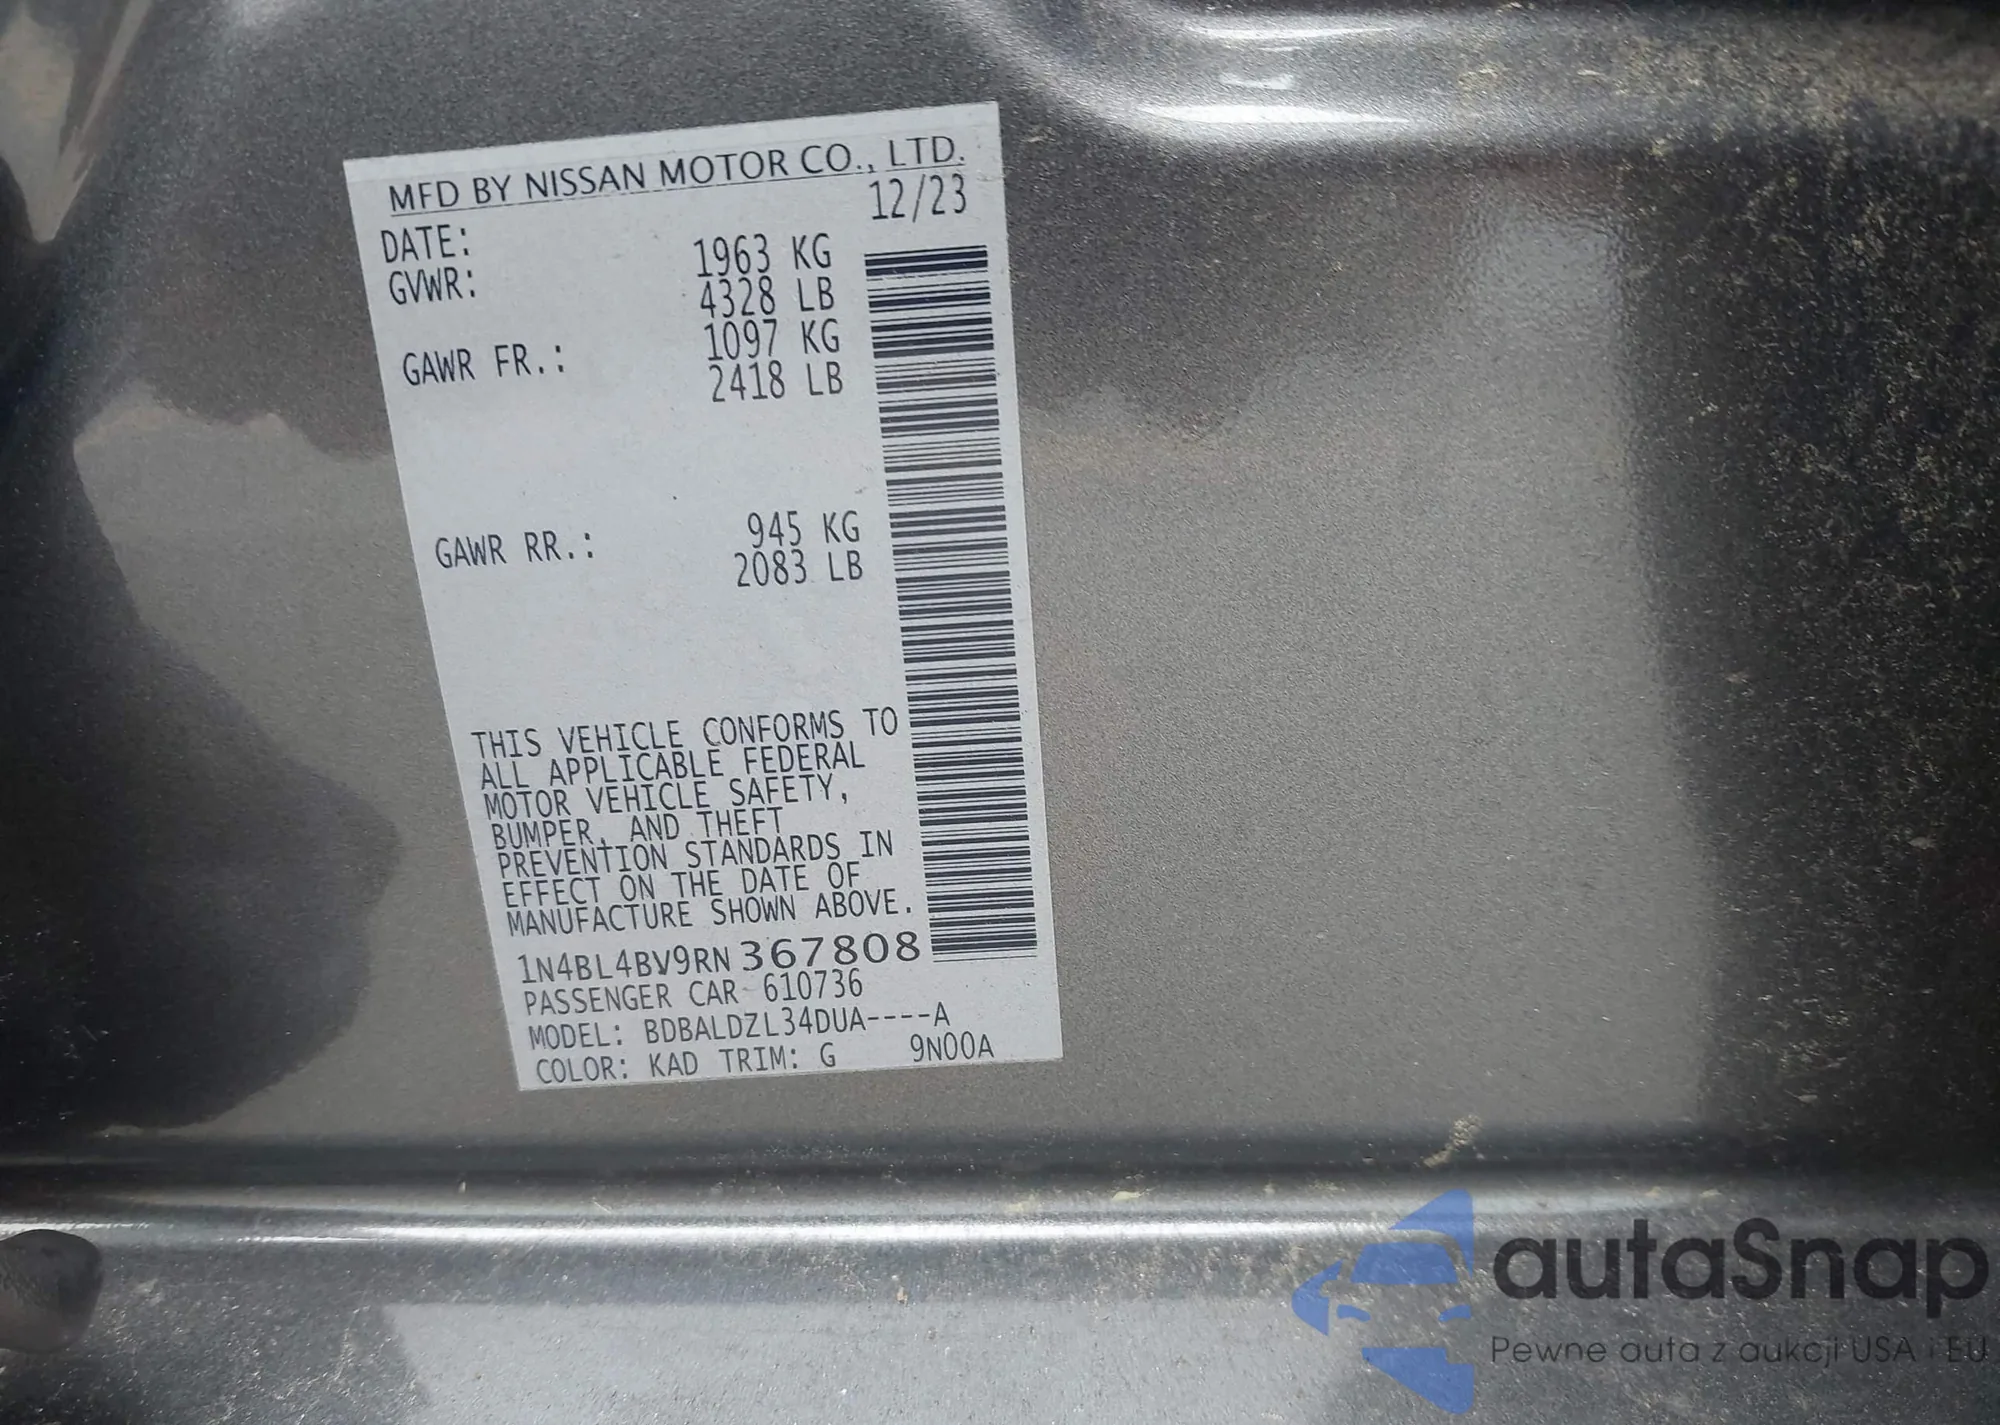 MFD BY NISSAN MOTOR CO., LTD.
DATE: 12/23
GVWR: 1963 KG
4328 LB
GAWR FR.: 1097 KG
2418 LB
GAWR RR.: 945 KG
2083 LB
THIS VEHICLE CONFORMS TO
ALL APPLICABLE FEDERAL
MOTOR VEHICLE SAFETY,
BUMPER, AND THEFT
PREVENTION STANDARDS IN
EFFECT ON THE DATE OF
MANUFACTURE SHOWN ABOVE.
1N4BL4BV9RN367808
PASSENGER CAR 610736
MODEL: BDBALDZL34DUA----A
COLOR: KAD TRIM: G 9N00A
autaSnap
Pewne auta z aukcji USA i EU